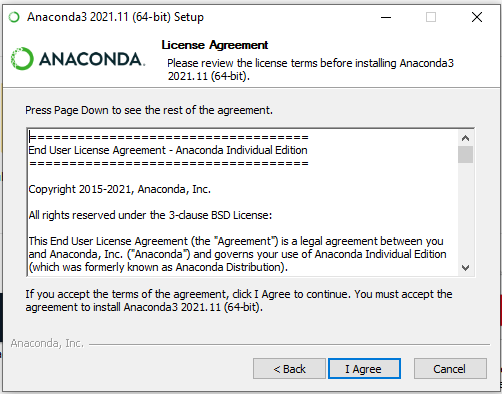 Anaconda3 2021.11 (64-bit) Setup
License Agreement
ANACONDA.
Please review the license terms before installing Anaconda3
2021.11 (64-bit).
Press Page Down to see the rest of the agreement.
===================================
End User License Agreement - Anaconda Individual Edition
===================================
Copyright 2015-2021, Anaconda, Inc.
All rights reserved under the 3-clause BSD License:
This End User License Agreement (the "Agreement") is a legal agreement between you
and Anaconda, Inc. ("Anaconda") and governs your use of Anaconda Individual Edition
(which was formerly known as Anaconda Distribution).
If you accept the terms of the agreement, click I Agree to continue. You must accept the
agreement to install Anaconda3 2021.11 (64-bit).
Anaconda, Inc.
< Back
I Agree
Cancel